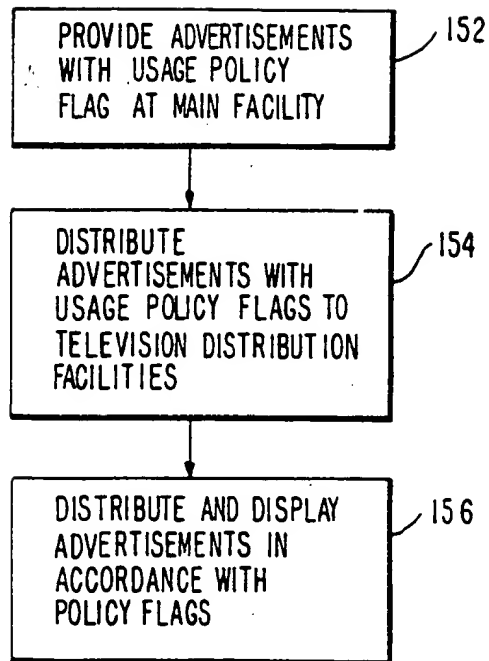 PROVIDE ADVERTISEMENTS
WITH USAGE POLICY
FLAG AT MAIN FACILITY
152
DISTRIBUTE
ADVERTISEMENTS WITH
USAGE POLICY FLAGS TO
TELEVISION DISTRIBUTION
FACILITIES
154
DISTRIBUTE AND DISPLAY
ADVERTISEMENTS IN
ACCORDANCE WITH
POLICY FLAGS
156